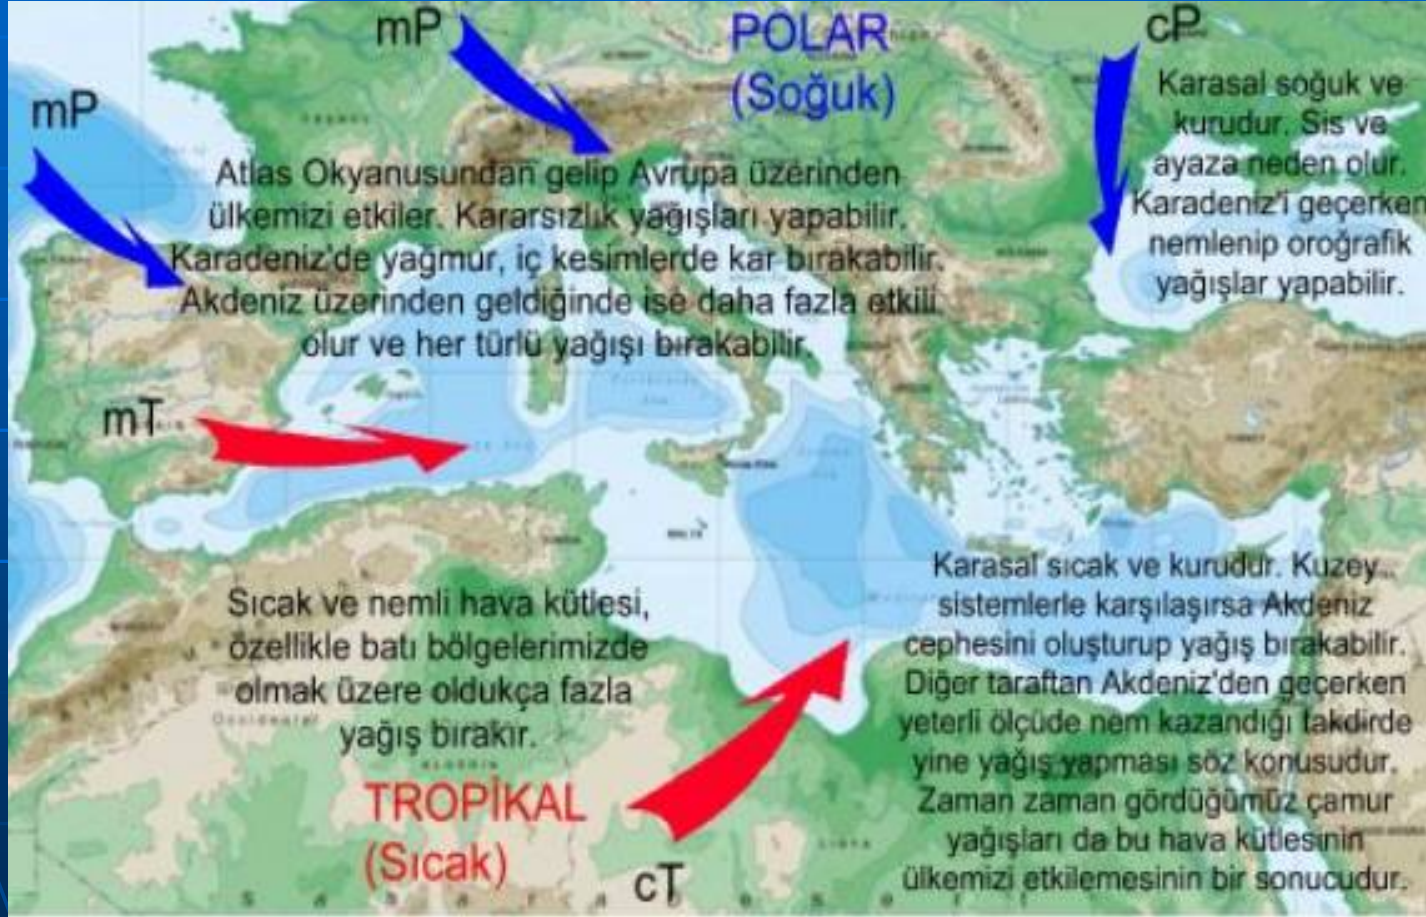 mP
POLAR
(Soğuk)
cP
mP
Karasal soğuk ve
kurudur. Sis ve
ayaza neden olur.
Karadeniz'i geçerken
nemlenip oroğrafik
yağışlar yapabilir.
Atlas Okyanusundan gelip Avrupa üzerinden
ülkemizi etkiler. Kararsızlık yağışları yapabilir.
Karadeniz'de yağmur, iç kesimlerde kar bırakabilir.
Akdeniz üzerinden geldiğinde ise daha fazla etkili
olur ve her türlü yağışı bırakabilir.
mT
Sıcak ve nemli hava kütlesi,
özellikle batı bölgelerimizde
olmak üzere oldukça fazla
yağış bırakır.
TROPİKAL
(Sıcak)
cT
Karasal sıcak ve kurudur. Kuzey
sistemlerle karşılaşırsa Akdeniz
cephesini oluşturup yağış bırakabilir.
Diğer taraftan Akdeniz'den geçerken
yeterli ölçüde nem kazandığı takdirde
yine yağış yapması söz konusudur.
Zaman zaman gördüğümüz çamur
yağışları da bu hava kütlesinin
ülkemizi etkilemesinin bir sonucudur.